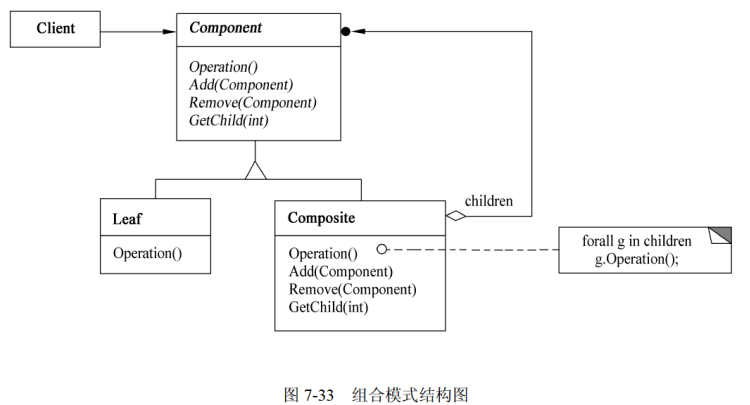 Client
Component
Operation()
Add(Component)
Remove(Component)
GetChild(int)
children
Leaf
Operation()
Composite
Operation()
Add(Component)
Remove(Component)
GetChild(int)
forall g in children
g.Operation();
图 7-33 组合模式结构图